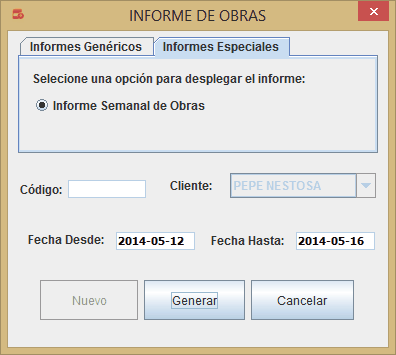 INFORME DE OBRAS
Informes Genéricos Informes Especiales
Selecione una opción para desplegar el informe:
Informe Semanal de Obras
Código: Cliente: PEPE NESTOSA
Fecha Desde: 2014-05-12 Fecha Hasta: 2014-05-16
Nuevo Generar Cancelar